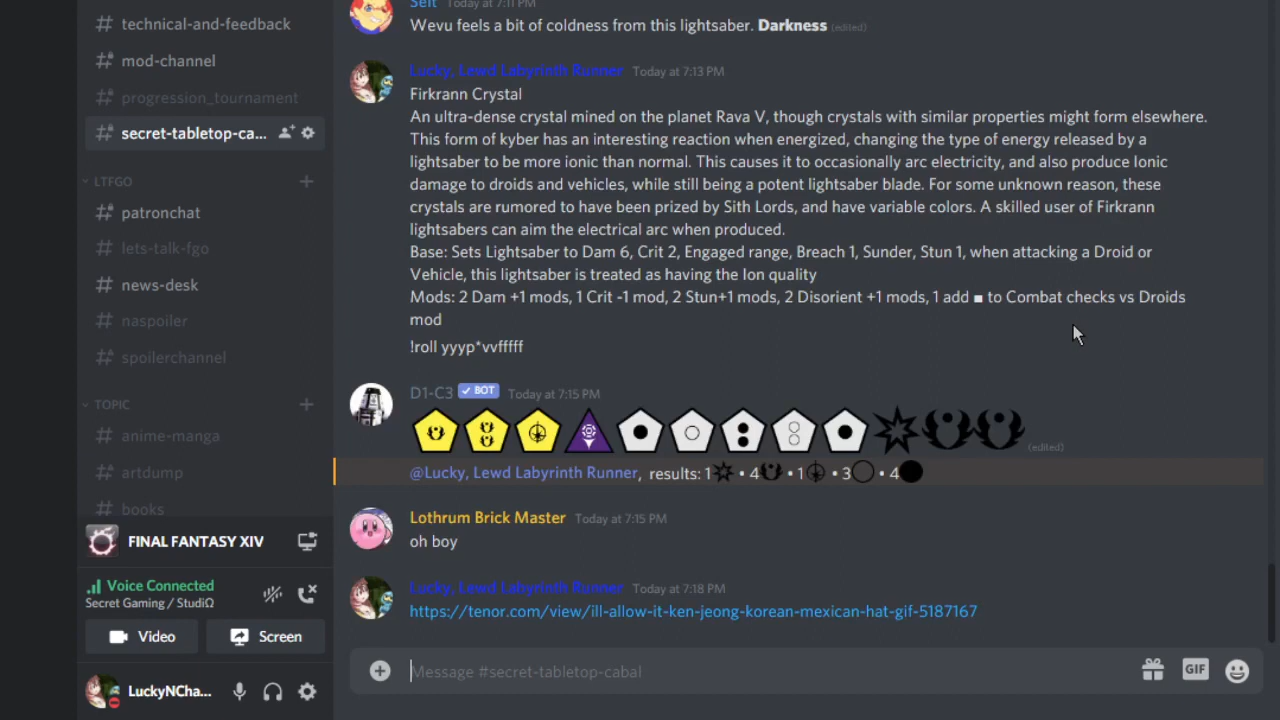 technical-and-feedback
mod-channel
progression_tournament
secret-tabletop-ca...
LTFGO
patronchat
lets-talk-fgo
news-desk
naspoiler
spoilerchannel
TOPIC
anime-manga
artdump
books
FINAL FANTASY XIV
Voice Connected
Secret Gaming / StudiΩ
Video
Screen
LuckyNCha...
Today at 7:11 PM
Wevu feels a bit of coldness from this lightsaber. Darkness (edited)
Lucky, Lewd Labyrinth Runner Today at 7:13 PM
Firkrann Crystal
An ultra-dense crystal mined on the planet Rava V, though crystals with similar properties might form elsewhere.
This form of kyber has an interesting reaction when energized, changing the type of energy released by a
lightsaber to be more ionic than normal. This causes it to occasionally arc electricity, and also produce Ionic
damage to droids and vehicles, while still being a potent lightsaber blade. For some unknown reason, these
crystals are rumored to have been prized by Sith Lords, and have variable colors. A skilled user of Firkrann
lightsabers can aim the electrical arc when produced.
Base: Sets Lightsaber to Dam 6, Crit 2, Engaged range, Breach 1, Sunder, Stun 1, when attacking a Droid or
Vehicle, this lightsaber is treated as having the Ion quality
Mods: 2 Dam +1 mods, 1 Crit -1 mod, 2 Stun+1 mods, 2 Disorient +1 mods, 1 add ■ to Combat checks vs Droids
mod
!roll yyyp*vvfffff
D1-C3 BOT Today at 7:15 PM
(edited)
@Lucky, Lewd Labyrinth Runner, results: 1 • 4 • 1 • 3 • 4
Lothrum Brick Master Today at 7:15 PM
oh boy
Lucky, Lewd Labyrinth Runner Today at 7:18 PM
https://tenor.com/view/ill-allow-it-ken-jeong-korean-mexican-hat-gif-5187167
Message #secret-tabletop-cabal
GIF